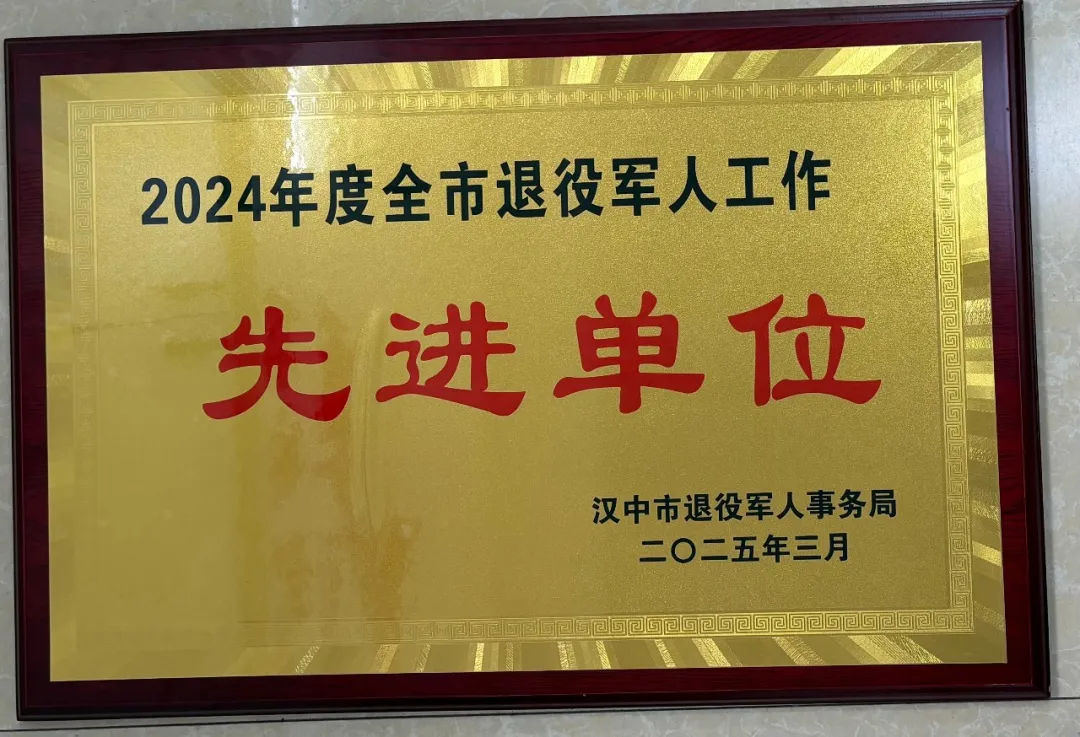 2024年度全市退役军人工作
先进单位
汉中市退役军人事务局
二〇二五年三月